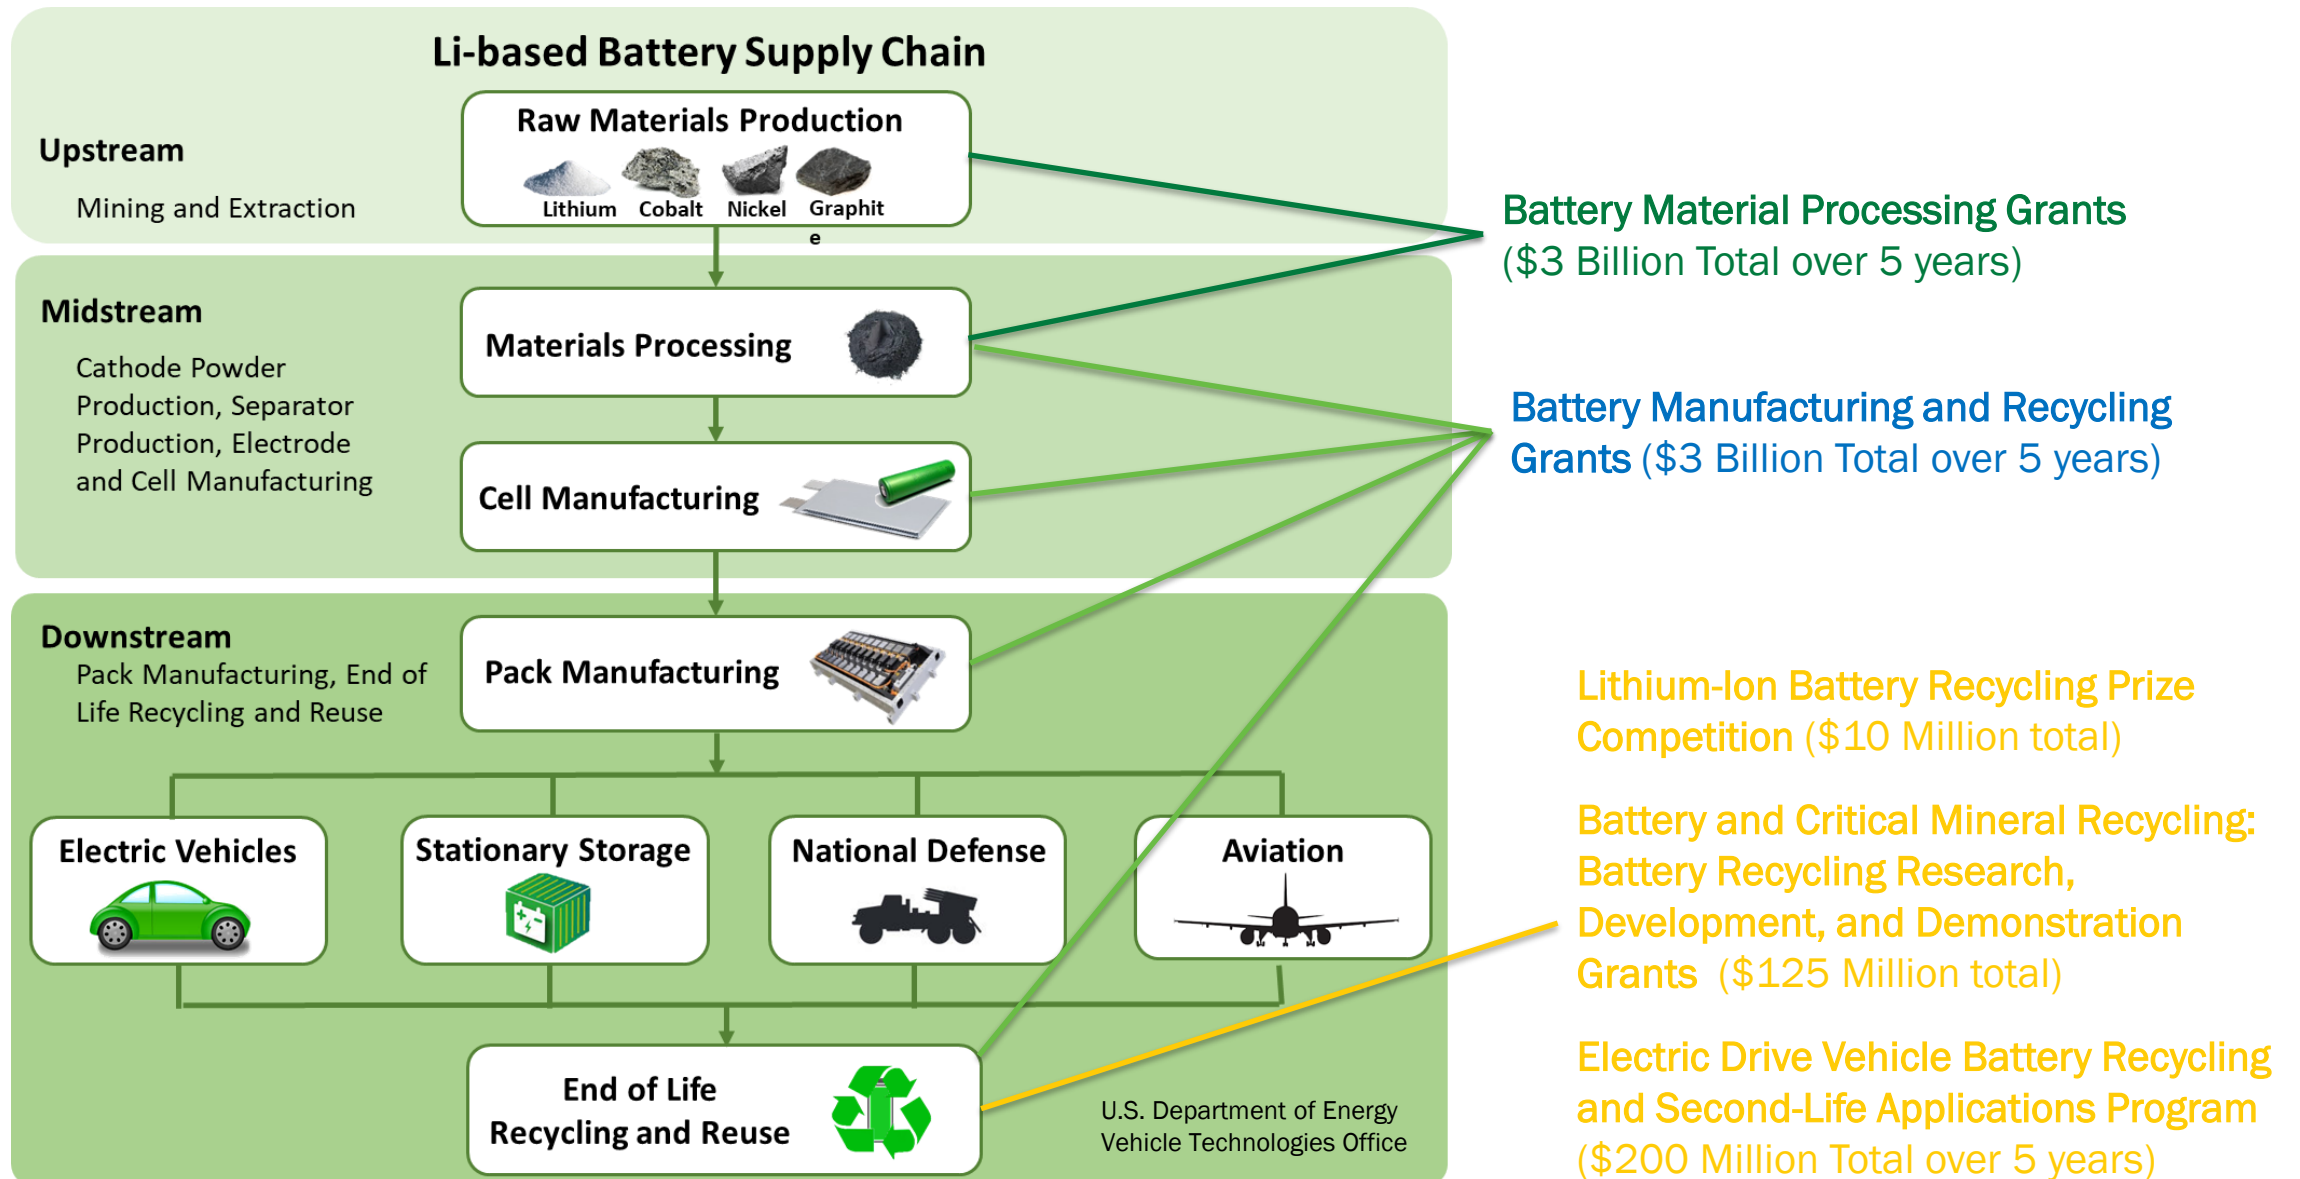 Li-based Battery Supply Chain
Raw Materials Production
Lithium
Cobalt
Nickel
Graphit
e
Upstream
Mining and Extraction
Battery Material Processing Grants
($3 Billion Total over 5 years)
Midstream
Cathode Powder
Production, Separator
Production, Electrode
and Cell Manufacturing
Materials Processing
Cell Manufacturing
Battery Manufacturing and Recycling
Grants ($3 Billion Total over 5 years)
Downstream
Pack Manufacturing, End of
Life Recycling and Reuse
Pack Manufacturing
Electric Vehicles
Stationary Storage
National Defense
Aviation
End of Life
Recycling and Reuse
U.S. Department of Energy
Vehicle Technologies Office
Lithium-Ion Battery Recycling Prize
Competition ($10 Million total)
Battery and Critical Mineral Recycling:
Battery Recycling Research,
Development, and Demonstration
Grants ($125 Million total)
Electric Drive Vehicle Battery Recycling
and Second-Life Applications Program
($200 Million Total over 5 years)